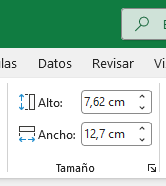 las Datos Revisar Vi
Alto: 7,62 cm
Ancho: 12,7 cm
Tamaño